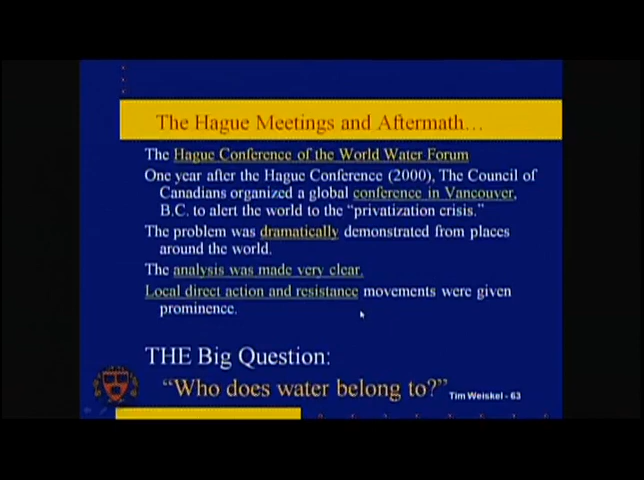 The Hague Meetings and Aftermath...
The Hague Conference of the World Water Forum
One year after the Hague Conference (2000), The Council of
Canadians organized a global conference in Vancouver,
B.C. to alert the world to the "privatization crisis."
The problem was dramatically demonstrated from places
around the world.
The analysis was made very clear.
Local direct action and resistance movements were given
prominence.
THE Big Question:
"Who does water belong to?"
Tim Weiskel - 63